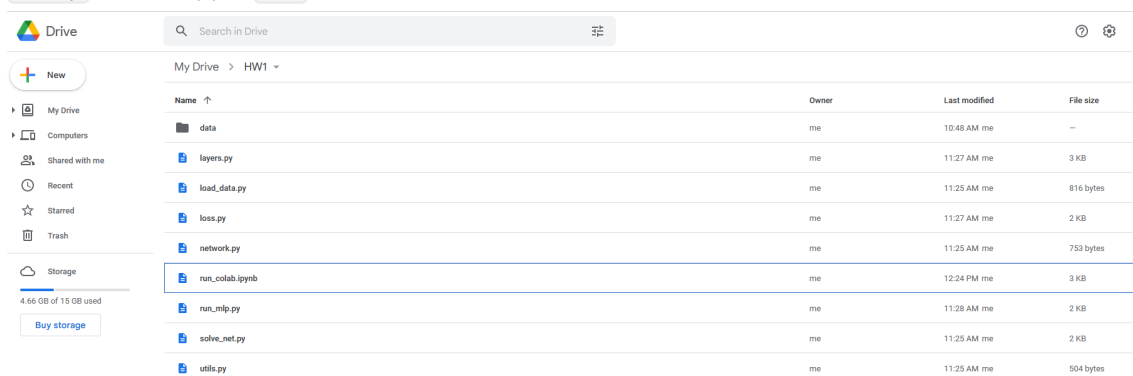 Drive
Search in Drive
New
My Drive > HW1
My Drive
Computers
Shared with me
Recent
Starred
Trash
Storage
4.66 GB of 15 GB used
Buy storage
Name Owner Last modified File size
data me 10:48 AM me —
layers.py me 11:27 AM me 3 KB
load_data.py me 11:25 AM me 816 bytes
loss.py me 11:27 AM me 2 KB
network.py me 11:25 AM me 753 bytes
run_colab.ipynb me 12:24 PM me 3 KB
run_mlp.py me 11:28 AM me 2 KB
solve_net.py me 11:25 AM me 2 KB
utils.py me 11:25 AM me 504 bytes